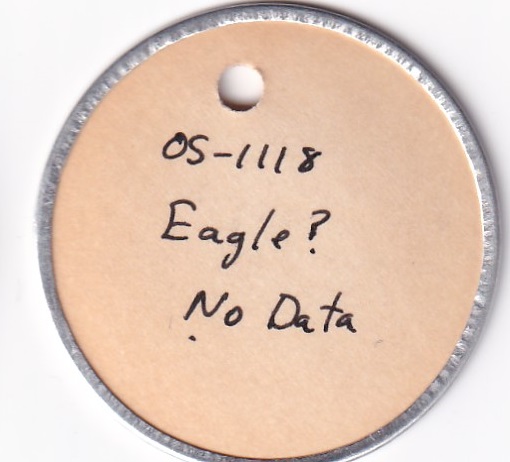 OS-1118
Eagle?
No Data